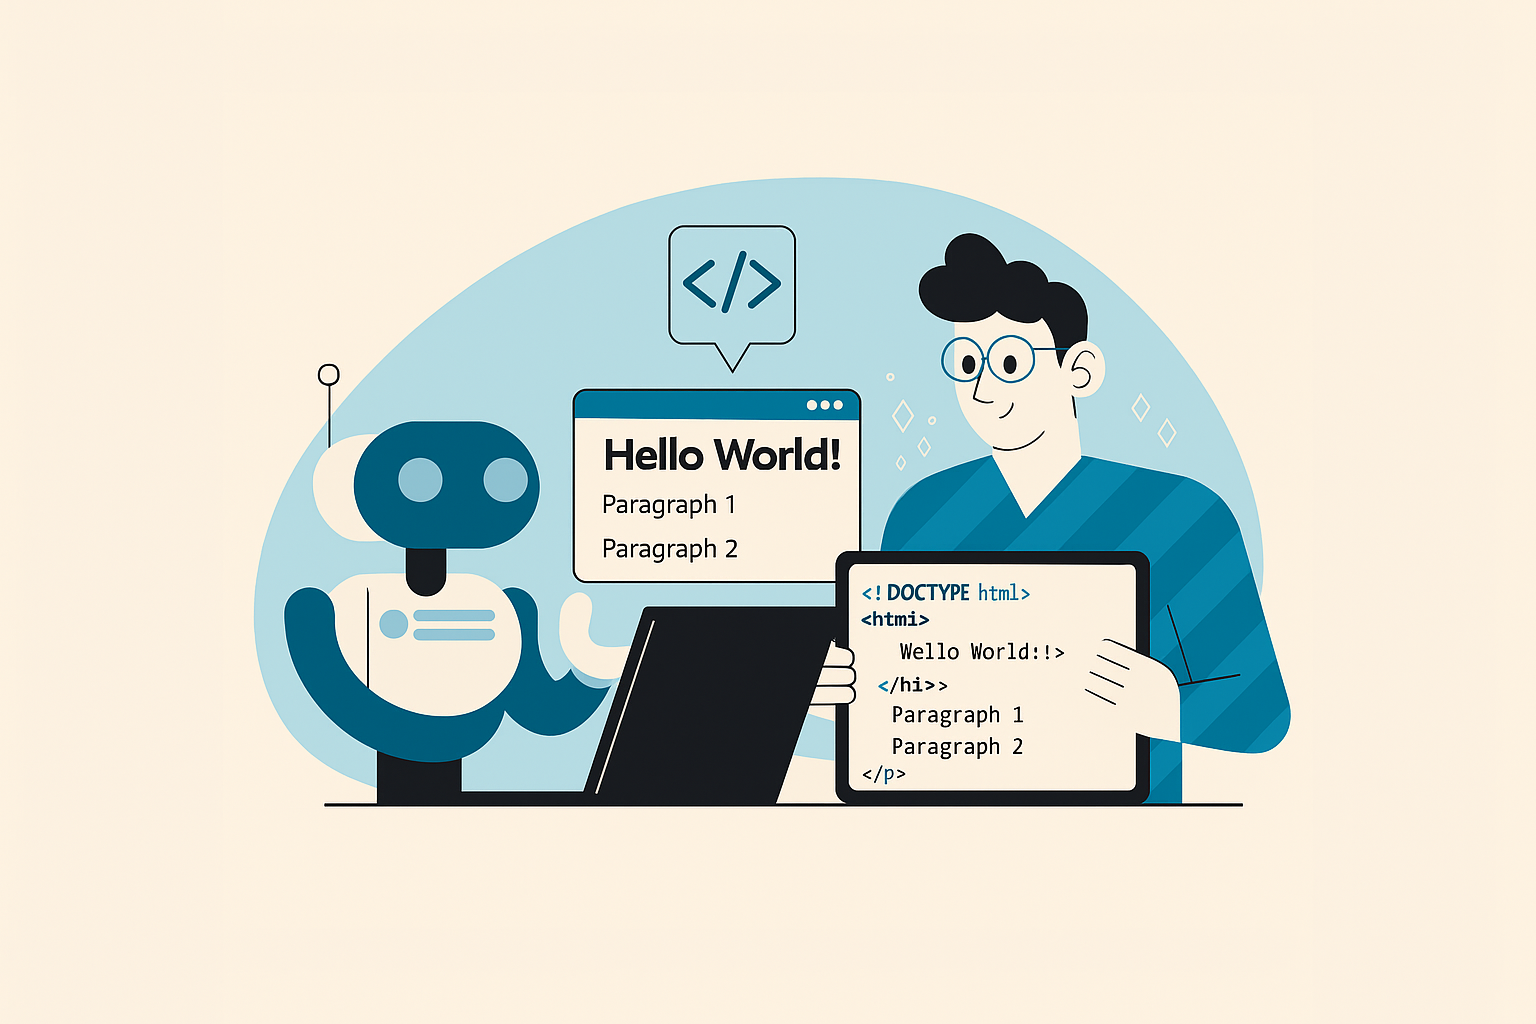 </>
Hello World!
Paragraph 1
Paragraph 2
<! DOCTYPE html>
<htmi>
Wello World:!>
</hi>>
Paragraph 1
Paragraph 2
</p>